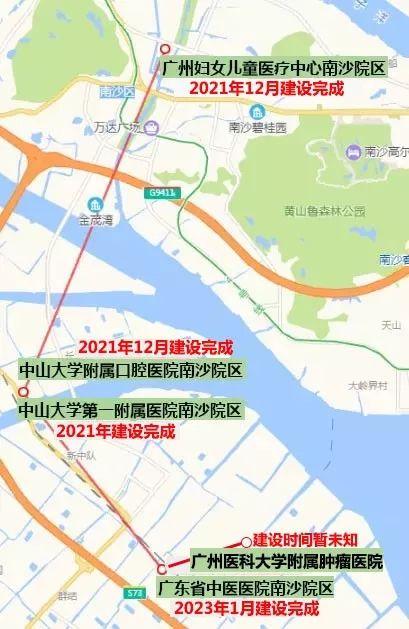 广州妇女儿童医疗中心南沙院区
2021年12月建设完成
南沙区
万达广场
南沙碧桂园
南沙高尔
G9411
金茂湾
黄山鲁森林公园
南沙香
四号线
天山
2021年12月建设完成
中山大学附属口腔医院南沙院区
大岭界村
中山大学第一附属医院南沙院区
2021年建设完成
新中队
建设时间暂未知
广州医科大学附属肿瘤医院
广东省中医医院南沙院区
S73
群结
2023年1月建设完成